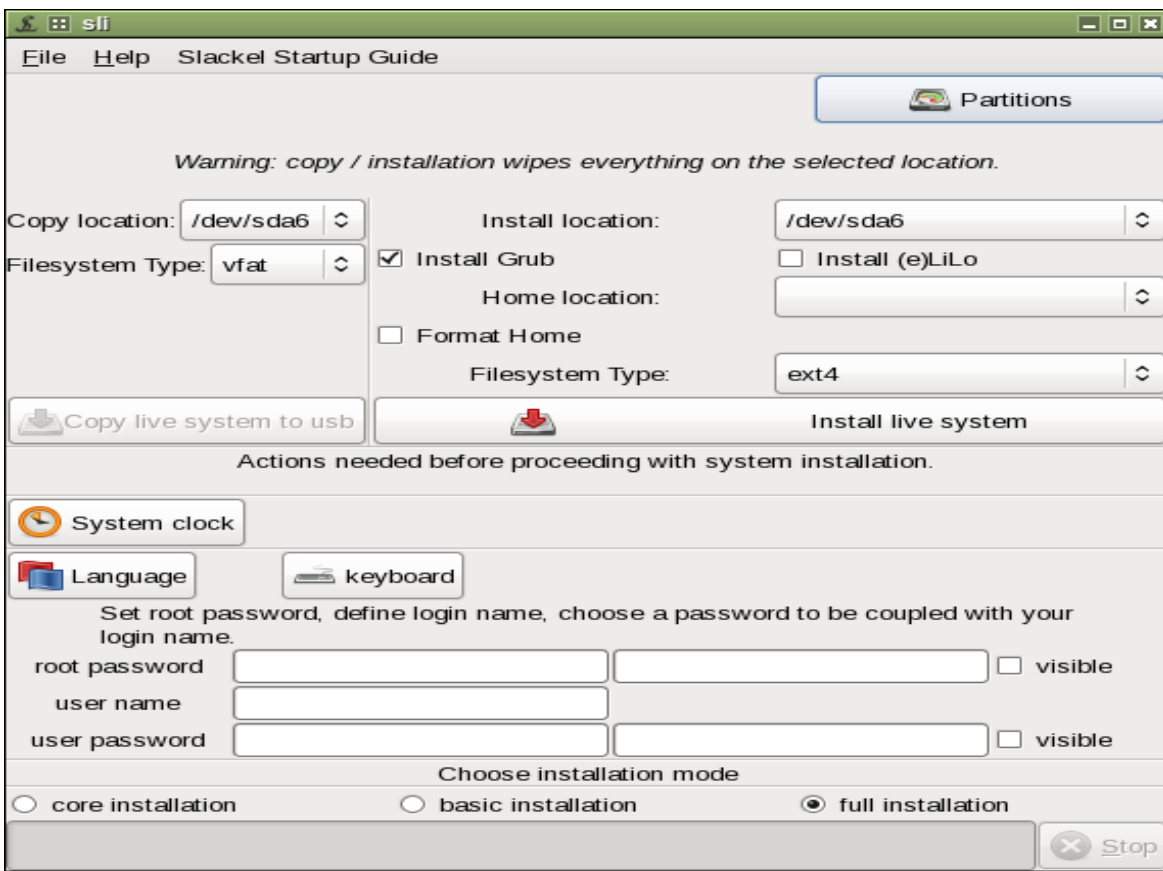 sli
File Help Slackel Startup Guide
Partitions
Warning: copy / installation wipes everything on the selected location.
Copy location: /dev/sda6 Install location: /dev/sda6
Filesystem Type: vfat Install Grub Install (e)LiLo
Home location:
Format Home
Filesystem Type: ext4
Copy live system to usb Install live system
Actions needed before proceeding with system installation.
System clock
Language keyboard
Set root password, define login name, choose a password to be coupled with your
login name.
root password visible
user name
user password visible
Choose installation mode
core installation basic installation full installation
Stop